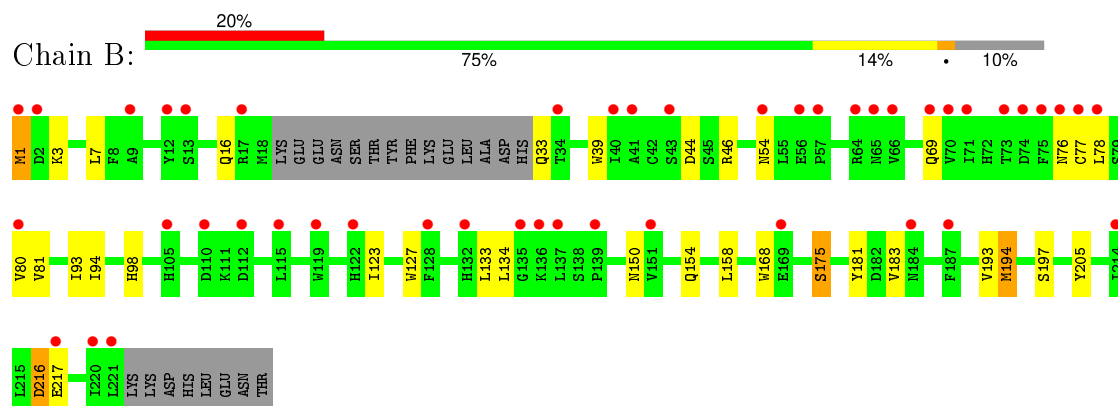 20%
Chain B:
75% 14% • 10%
M1 D2 K3 L7 F8 A9 Y12 S13 Q16 R17 M18 LYS GLU GLU ASN SER THR TYR PHE LYS GLU LEU ALA ASP HIS Q33 T34 W39 I40 A41 C42 S43 D44 S45 R46 N54 L55 E56 P57 R64 N65 V66 Q69 V70 I71 H72 T73 D74 F75 N76 C77 L78 S79
V80 V81 I93 I94 H98 H105 D110 K111 D112 L115 W119 H122 I123 W127 F128 H132 L133 L134 G135 K136 L137 S138 P139 N150 V151 Q154 L158 W168 E169 S175 Y181 D182 V183 N184 F187 V193 M194 S197 Y205 I214
L215 D216 E217 I220 L221 LYS LYS ASP HIS LEU GLU ASN THR